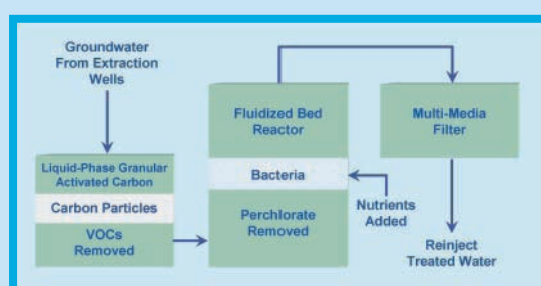 Groundwater
From Extraction
Wells
Liquid-Phase Granular
Activated Carbon
Carbon Particles
VOCs
Removed
Fluidized Bed
Reactor
Bacteria
Perchlorate
Removed
Nutrients
Added
Multi-Media
Filter
Reinject
Treated Water